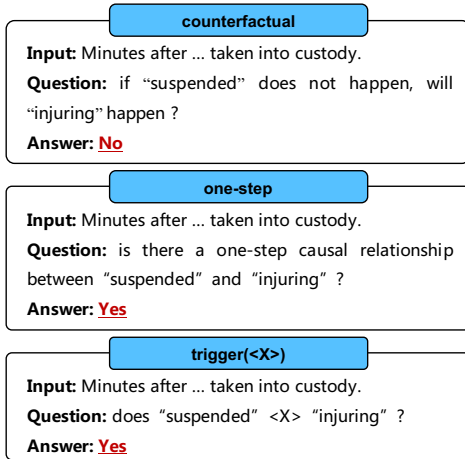 counterfactual
Input: Minutes after ... taken into custody.
Question: if “suspended” does not happen, will
“injuring” happen ?
Answer: No
one-step
Input: Minutes after ... taken into custody.
Question: is there a one-step causal relationship
between “suspended” and “injuring” ?
Answer: Yes
trigger(<X>)
Input: Minutes after ... taken into custody.
Question: does “suspended” <X> “injuring” ?
Answer: Yes